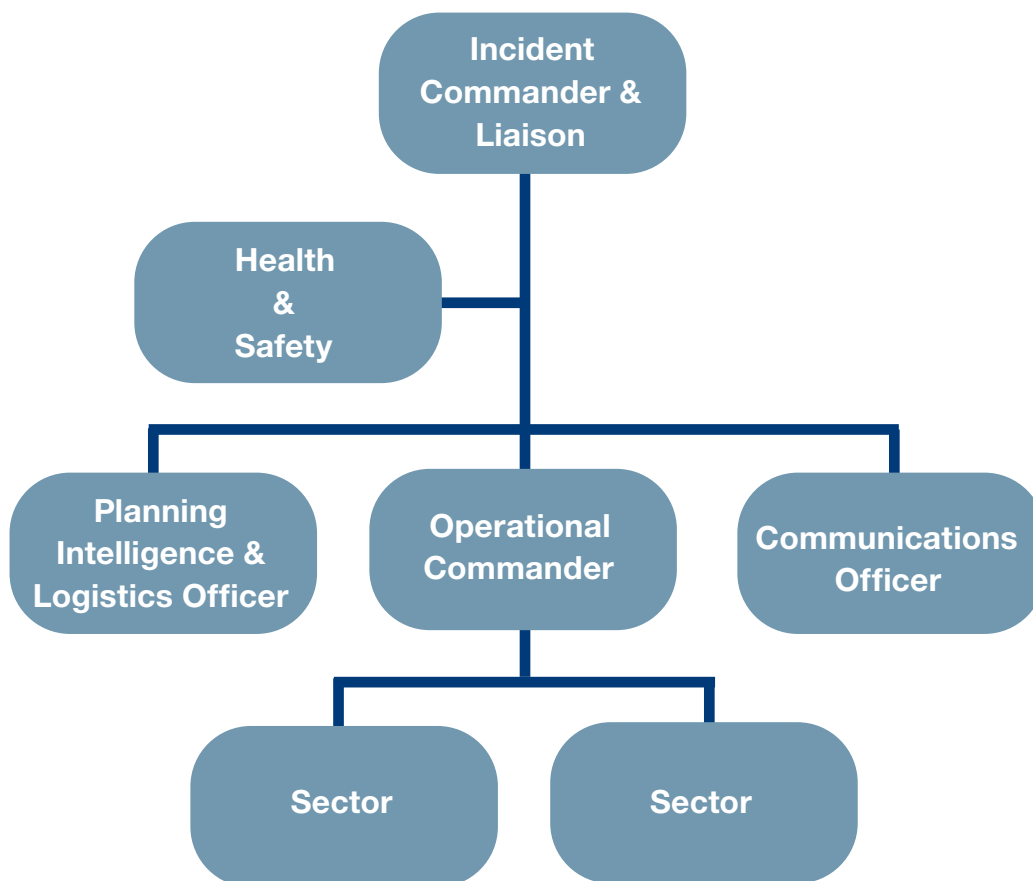 Incident
Commander &
Liaison
Health
&
Safety
Planning
Intelligence &
Logistics Officer
Operational
Commander
Communications
Officer
Sector
Sector